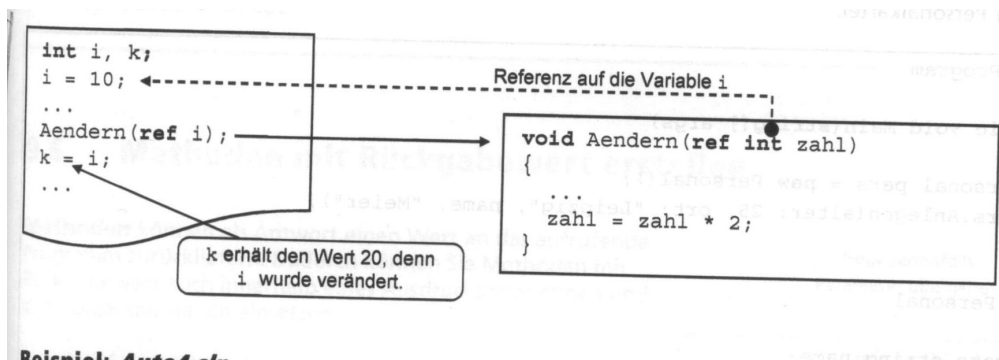 int i, k;
i = 10;
...
Aendern(ref i);
k = i;
...
Referenz auf die Variable i
void Aendern(ref int zahl)
{
...
zahl = zahl * 2;
}
k erhält den Wert 20, denn
i wurde verändert.
Beispiel: